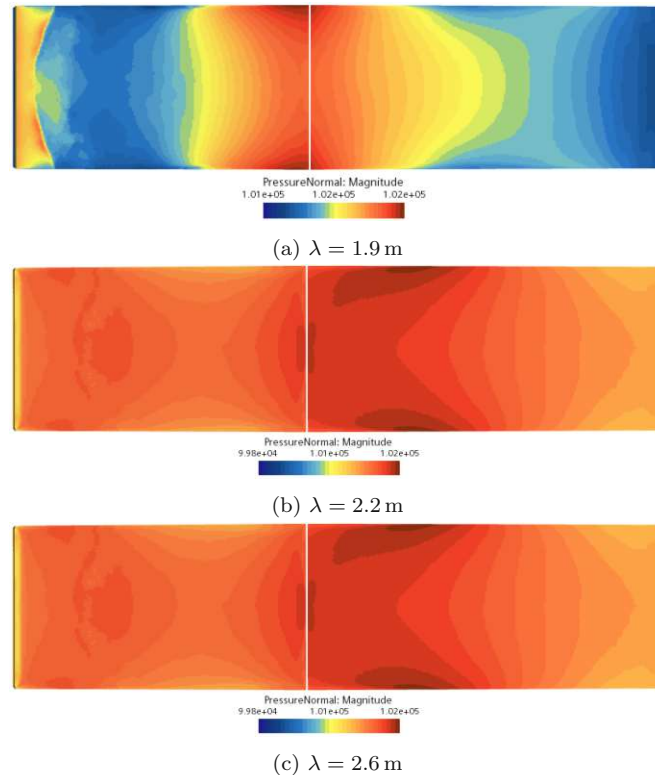 PressureNormal: Magnitude
1.01e+05 1.02e+05 1.02e+05
(a) λ = 1.9 m
PressureNormal: Magnitude
9.98e+04 1.01e+05 1.02e+05
(b) λ = 2.2 m
PressureNormal: Magnitude
9.98e+04 1.01e+05 1.02e+05
(c) λ = 2.6 m